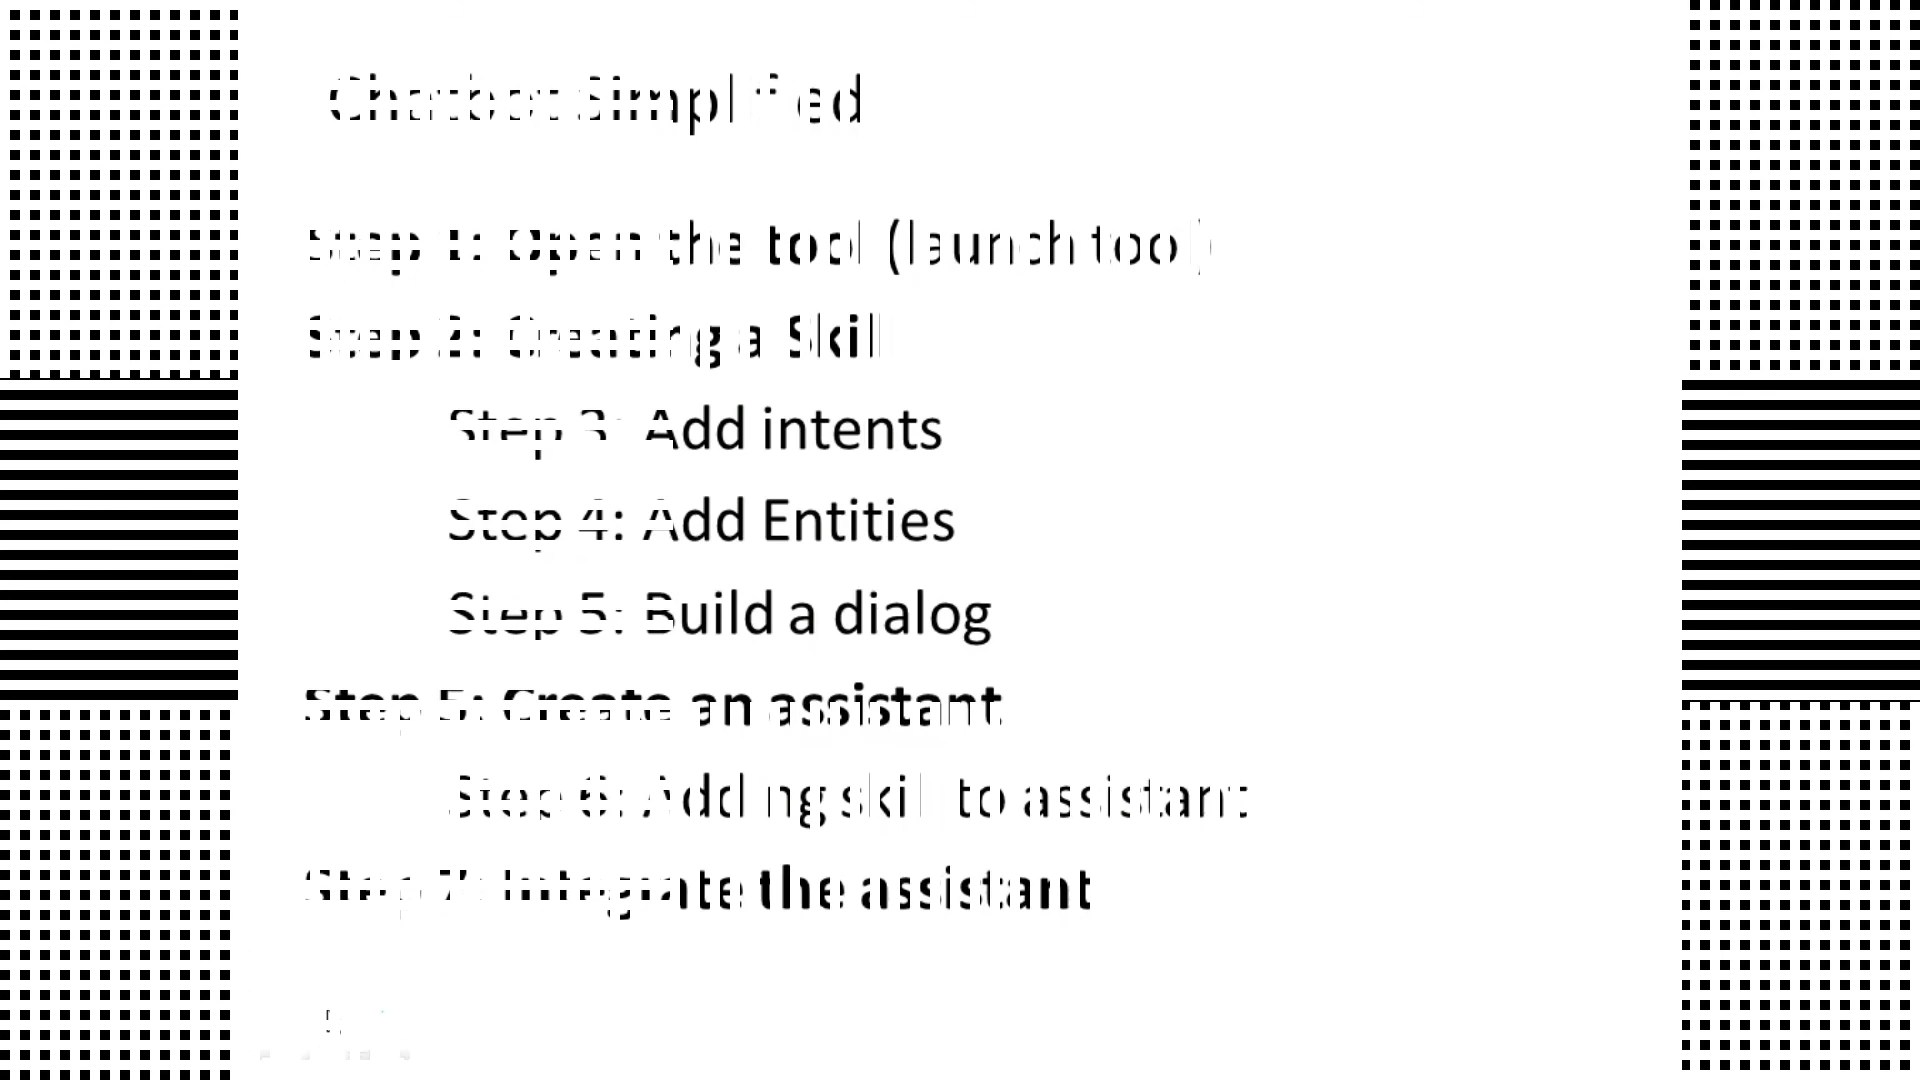 Chatbot Simplified
Step 1: Open the tool (launch tool)
Step 2: Creating a Skill
Step 3: Add intents
Step 4: Add Entities
Step 5: Build a dialog
Step 5: Create an assistant
Step 6: Adding skill to assistant
Step 7: Integrate the assistant